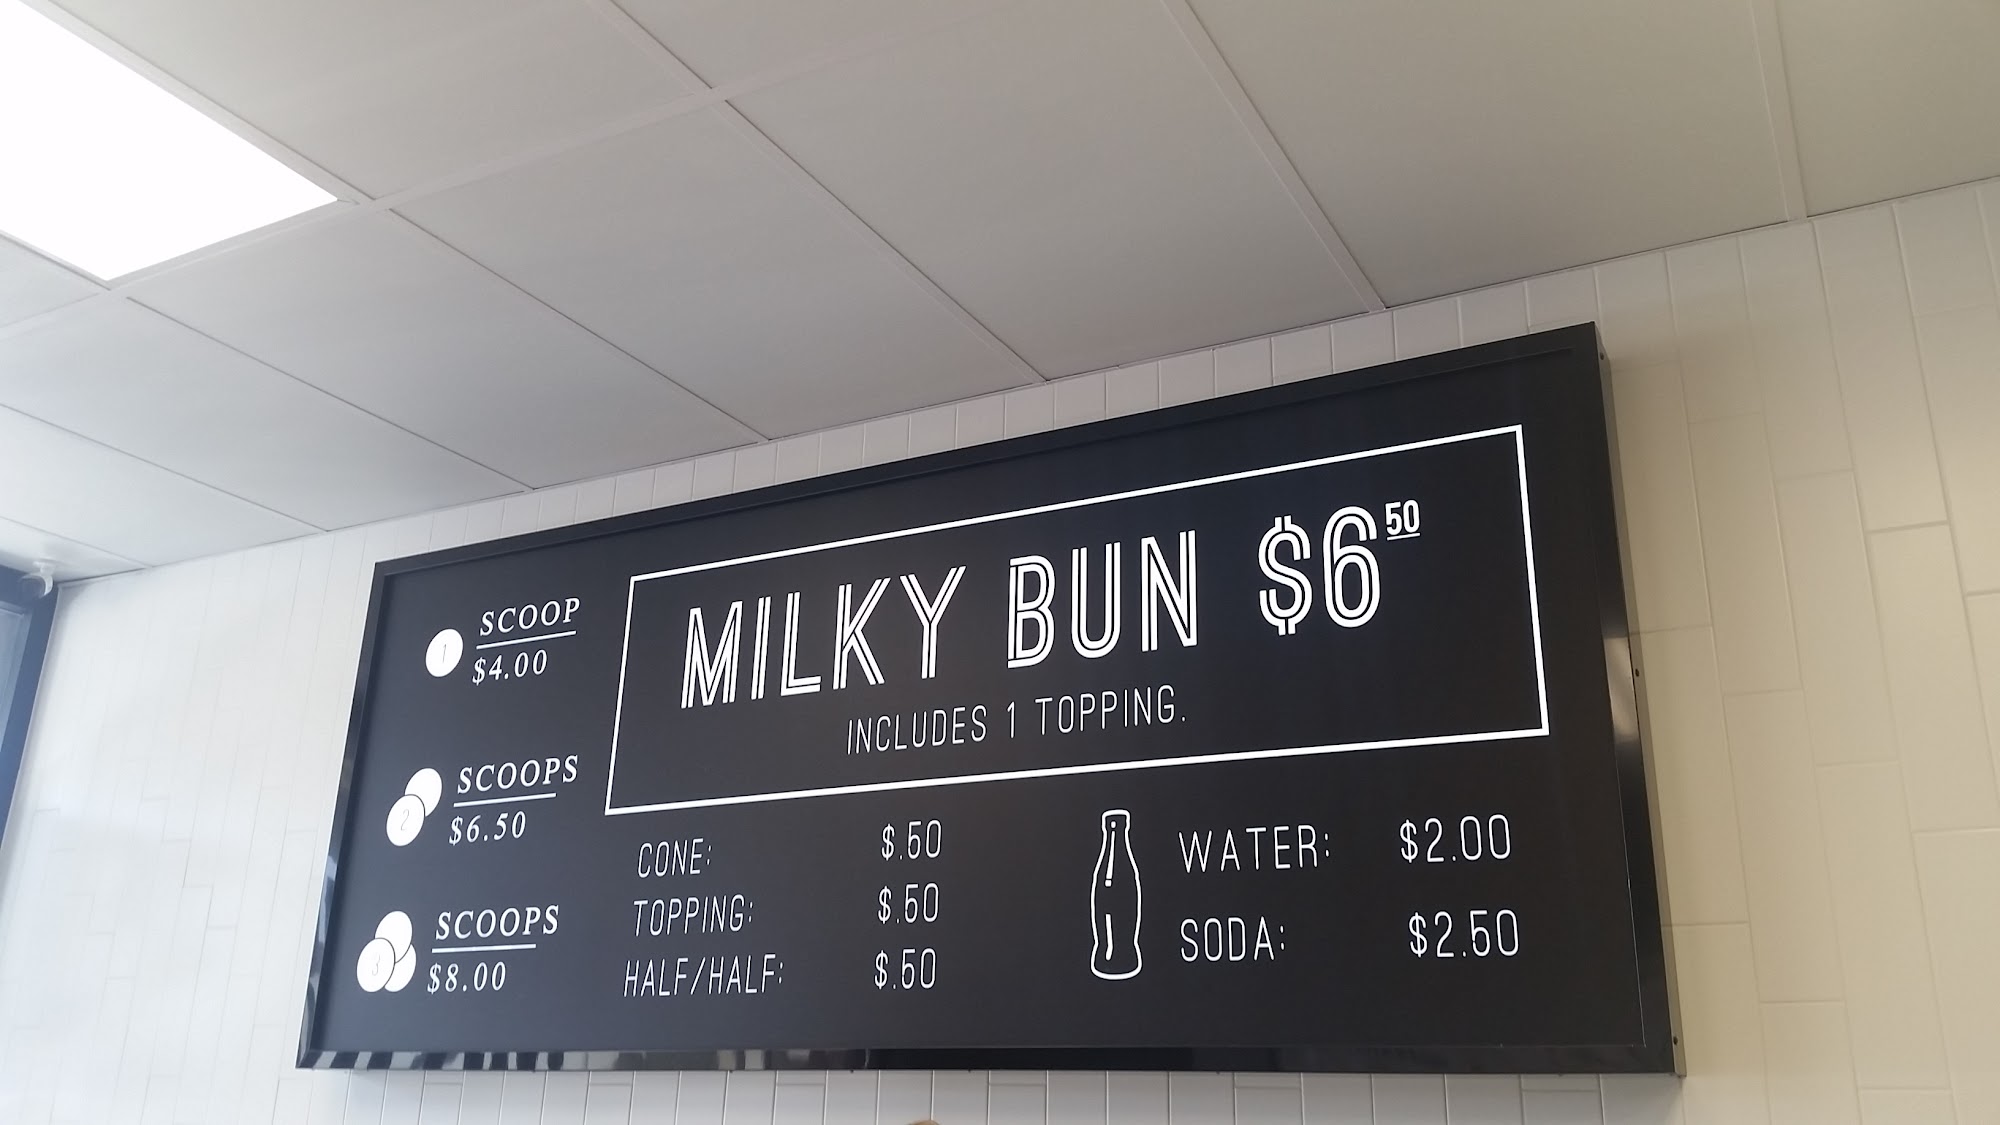 1 SCOOP
$4.00
2 SCOOPS
$6.50
3 SCOOPS
$8.00
MILKY BUN $6 50
INCLUDES 1 TOPPING.
CONE: $.50
TOPPING: $.50
HALF/HALF: $.50
WATER: $2.00
SODA: $2.50